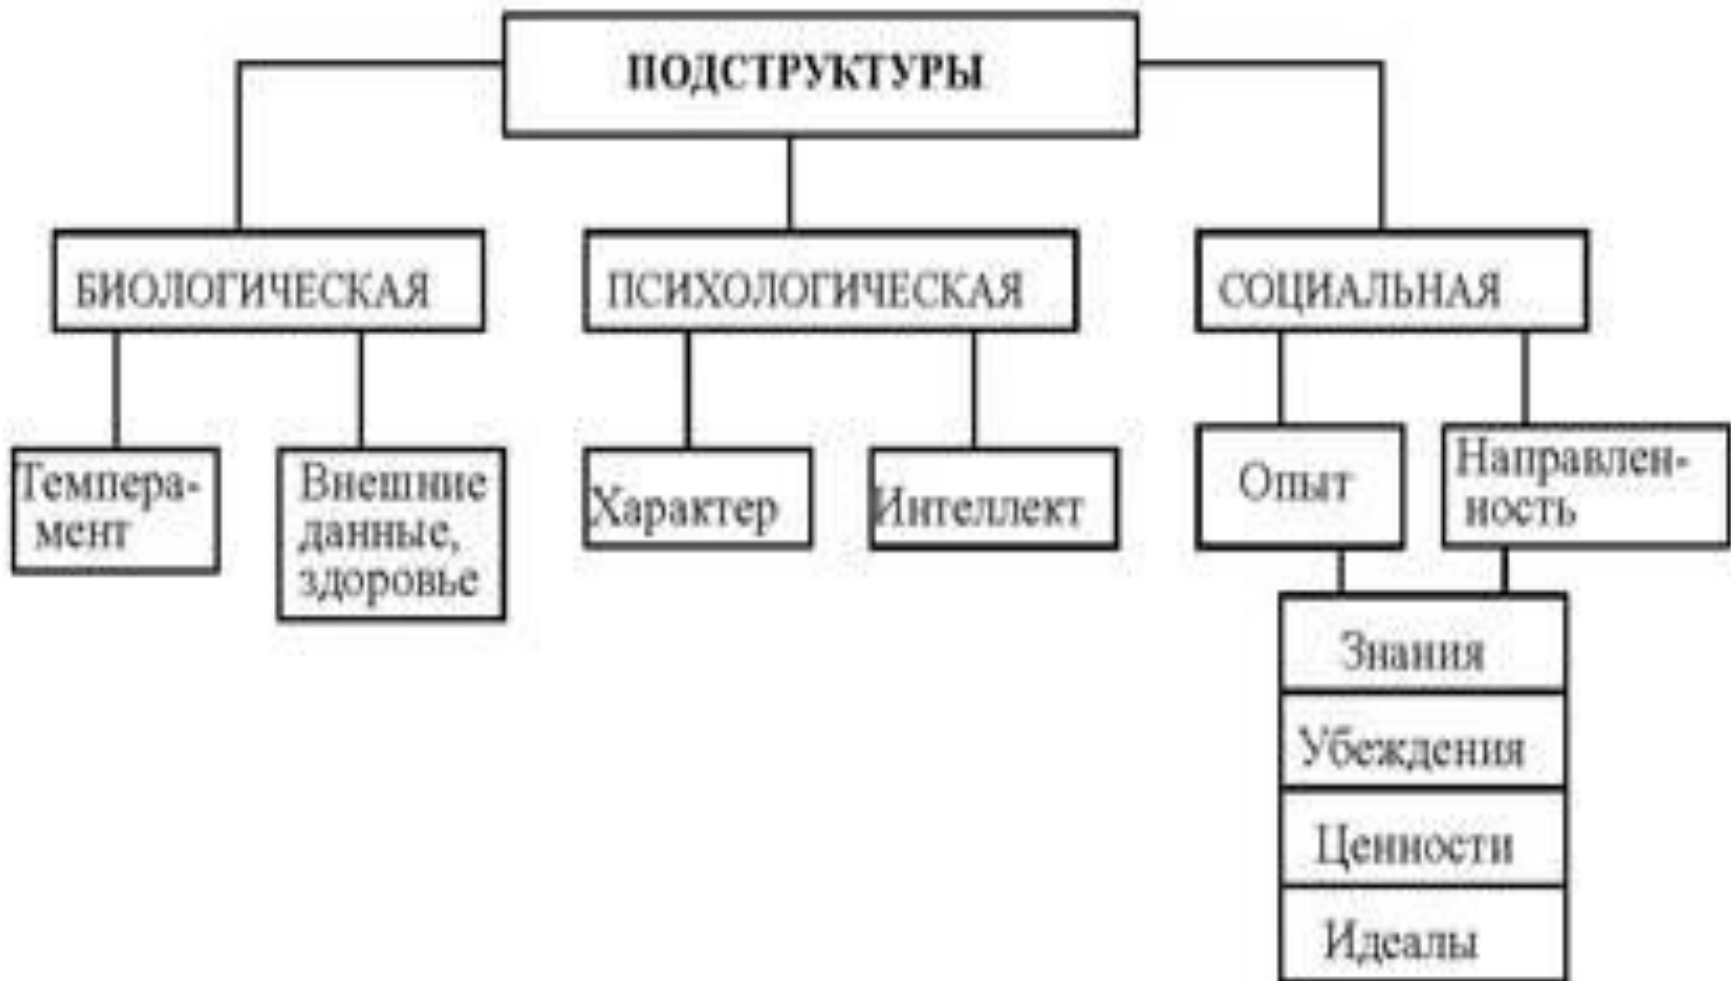 ПОДСТРУКТУРЫ
БИОЛОГИЧЕСКАЯ
ПСИХОЛОГИЧЕСКАЯ
СОЦИАЛЬНАЯ
Темпера-
мент
Внешние
данные,
здоровье
Характер
Интеллект
Опыт
Направлен-
ность
Знания
Убеждения
Ценности
Идеалы